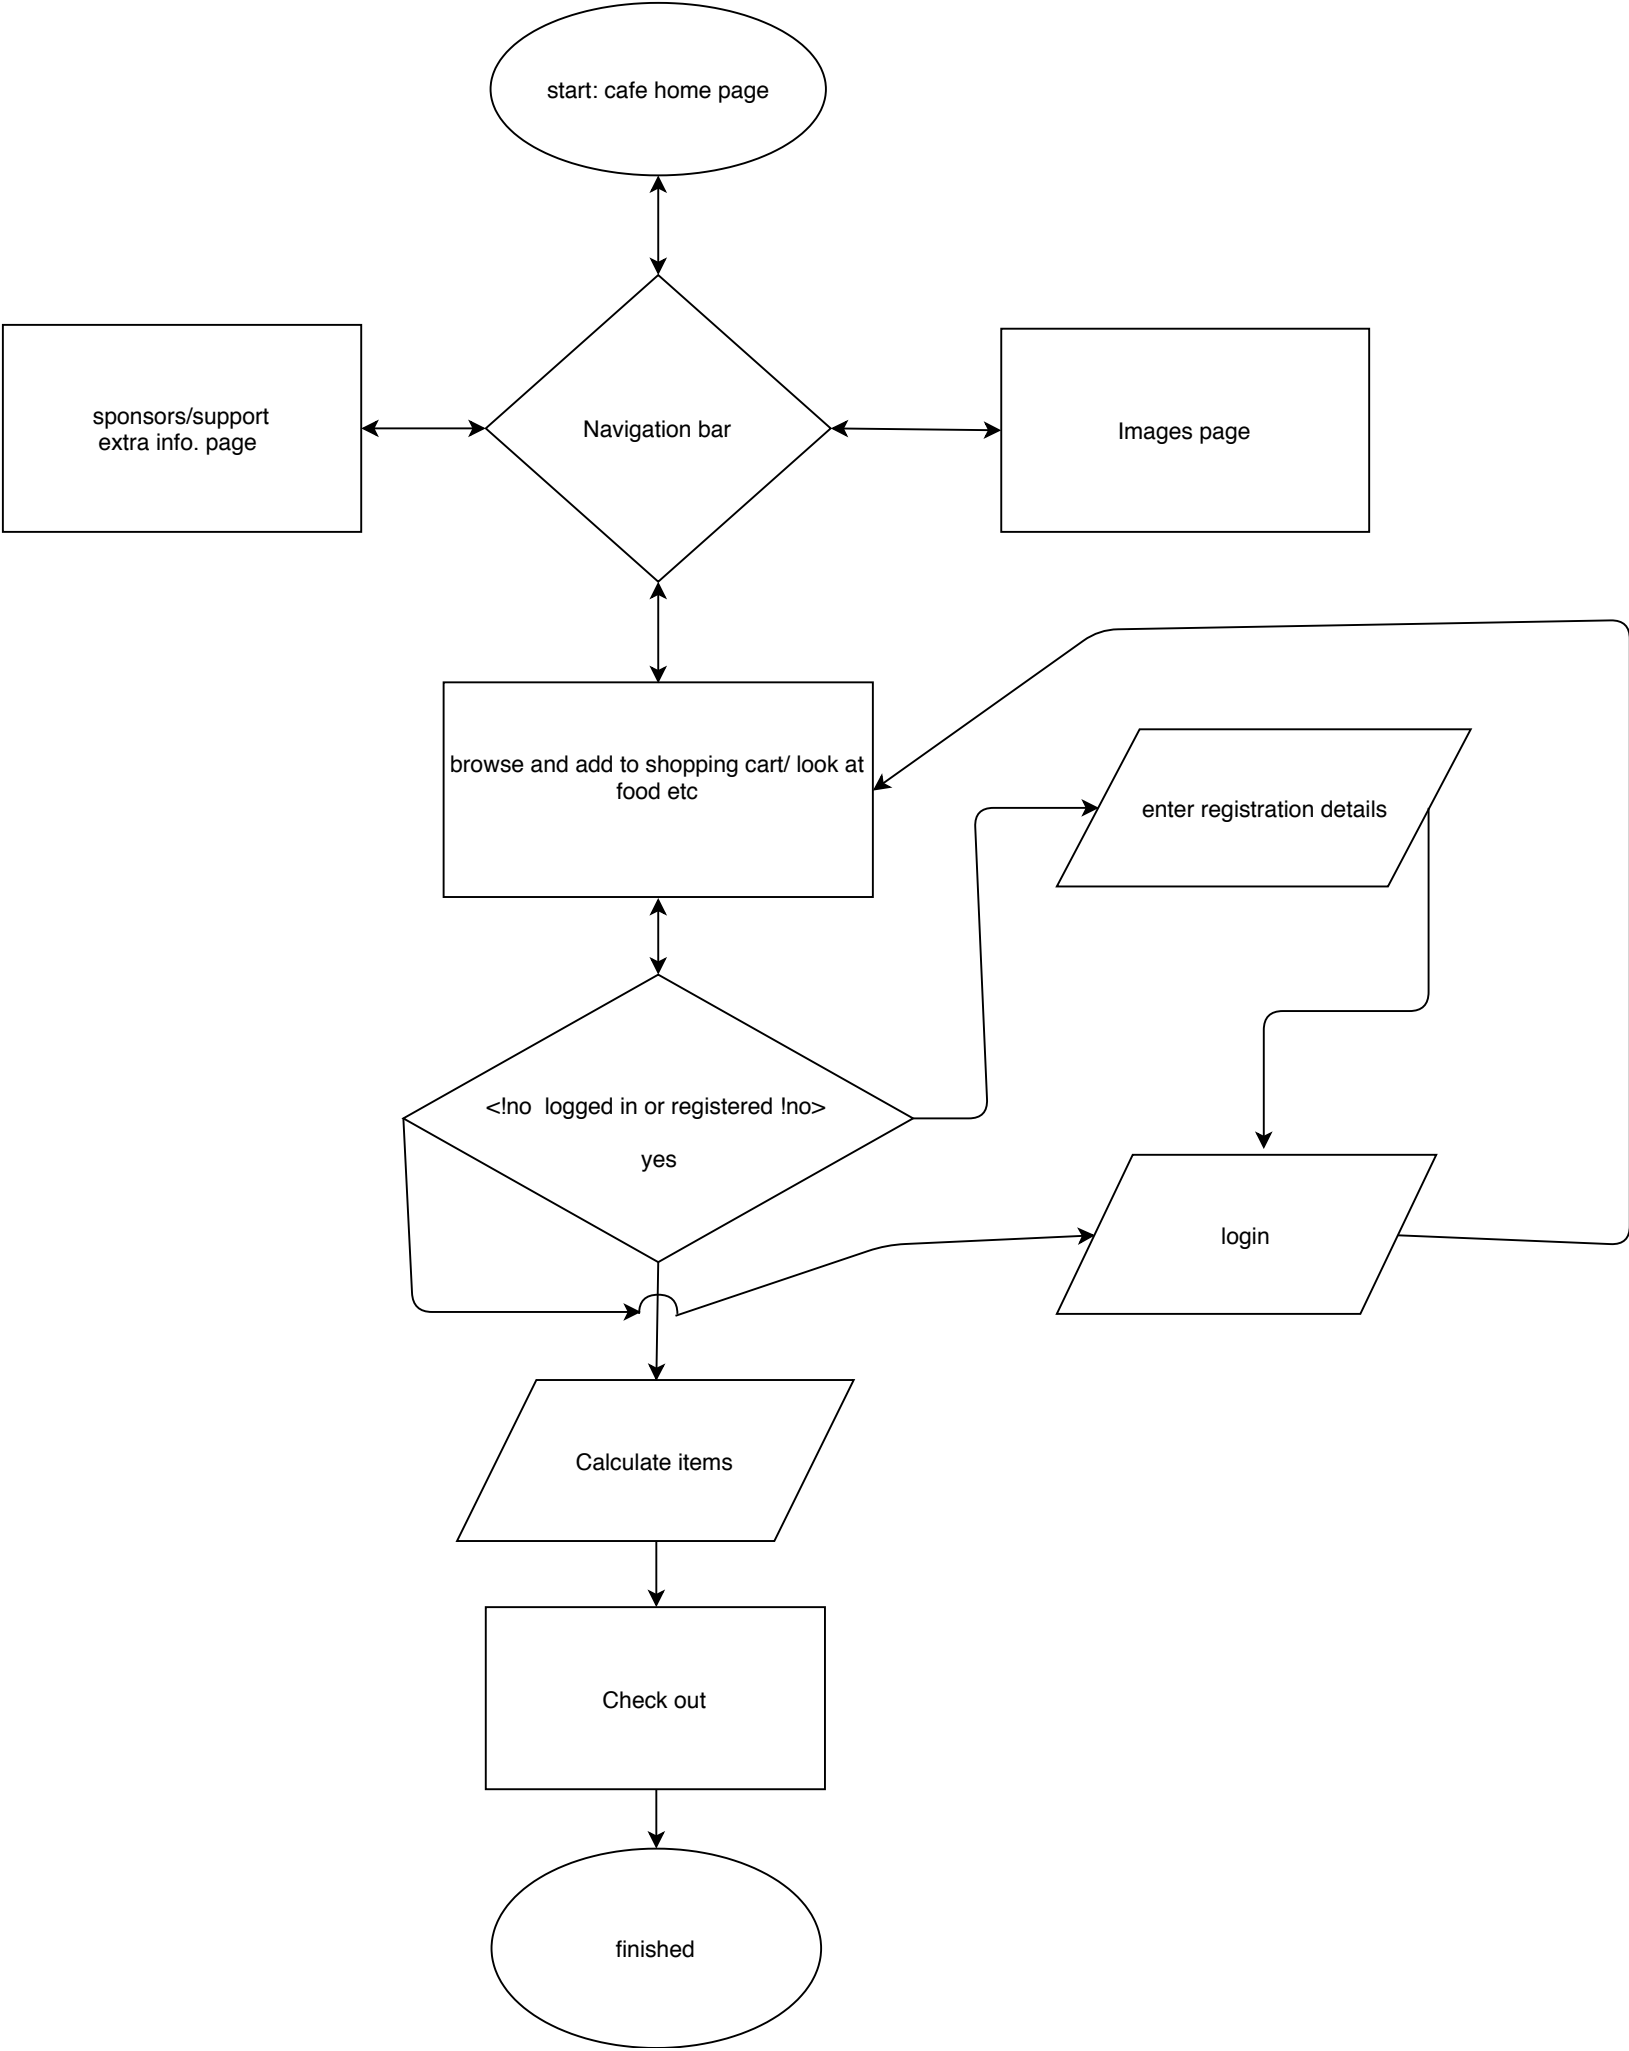 start: cafe home page
sponsors/support
extra info. page
Navigation bar
Images page
browse and add to shopping cart/ look at
food etc
enter registration details
<!no  logged in or registered !no>
yes
login
Calculate items
Check out
finished